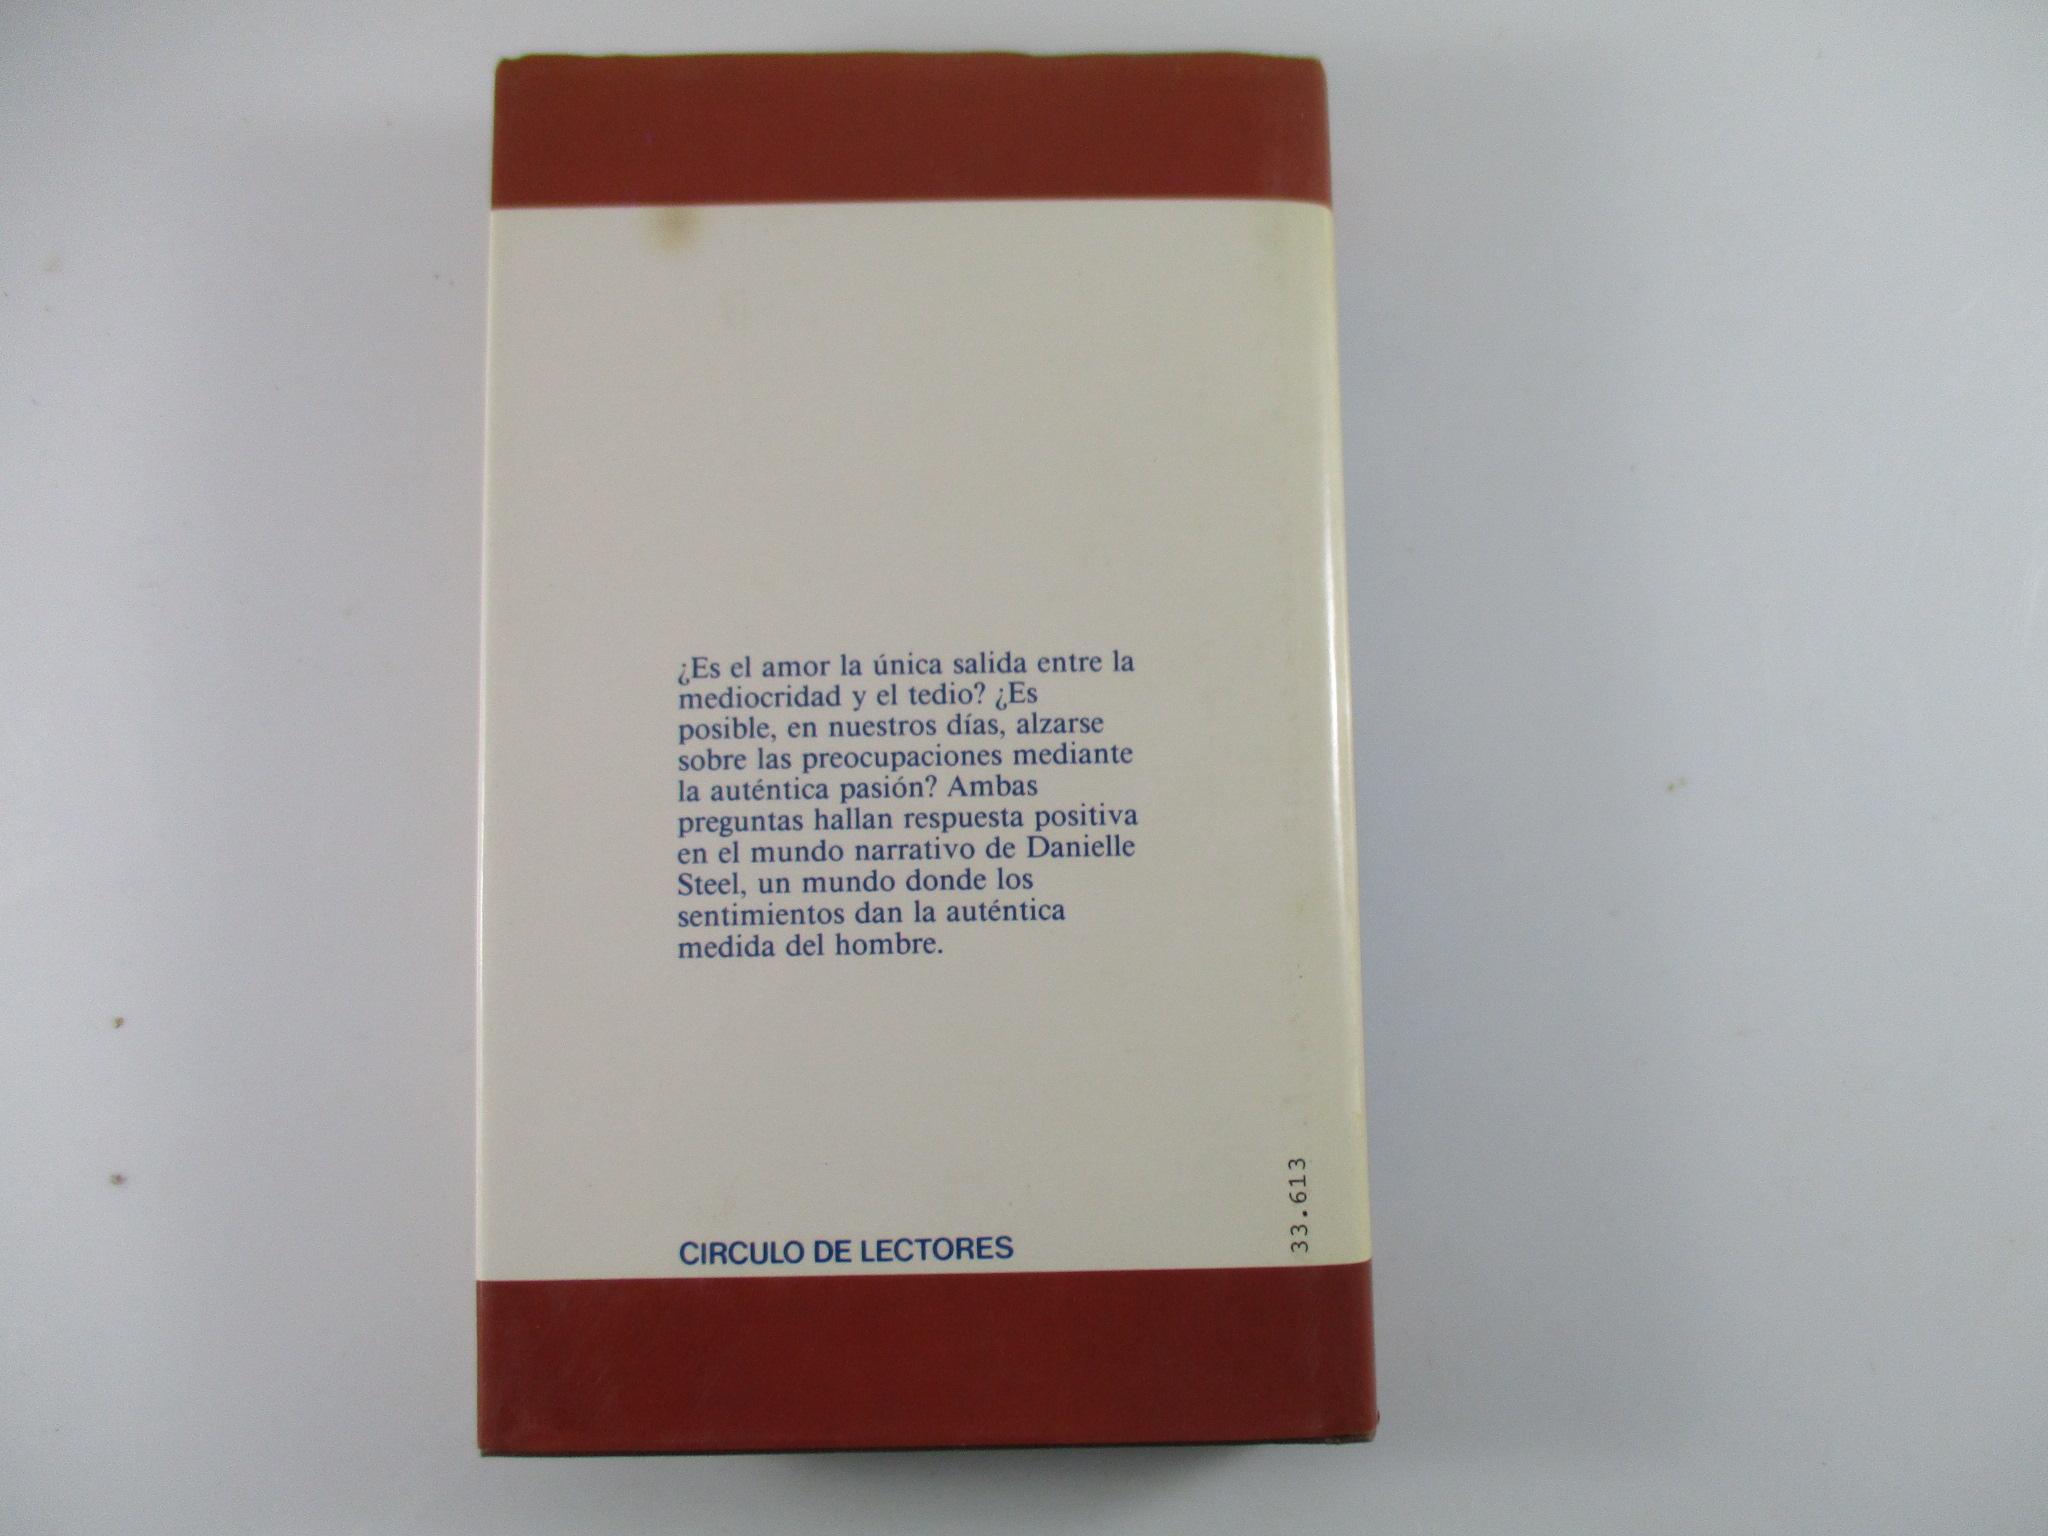 ¿Es el amor la única salida entre la
mediocridad y el tedio? ¿Es
posible, en nuestros días, alzarse
sobre las preocupaciones mediante
la auténtica pasión? Ambas
preguntas hallan respuesta positiva
en el mundo narrativo de Danielle
Steel, un mundo donde los
sentimientos dan la auténtica
medida del hombre.
CIRCULO DE LECTORES
33.613